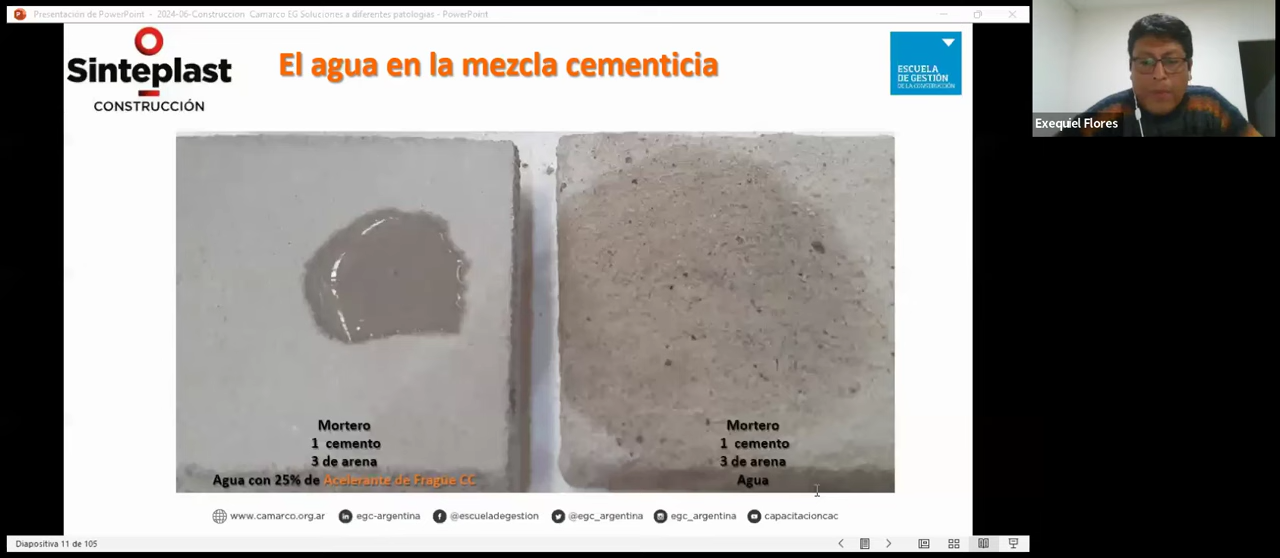 Presentación de PowerPoint - 2024-06-Construccion Camarco EG Soluciones a diferentes patologias - PowerPoint
Sinteplast
CONSTRUCCIÓN
El agua en la mezcla cementicia
ESCUELA
DE GESTIÓN
DE LA CONSTRUCCIÓN
Exequiel Flores
Mortero
1 cemento
3 de arena
Agua con 25% de Acelerante de Fragüe CC
Mortero
1 cemento
3 de arena
Agua
www.camarco.org.ar
egc-argentina
@escueladegestion
@egc_argentina
egc_argentina
capacitacioncac
Diapositiva 11 de 105